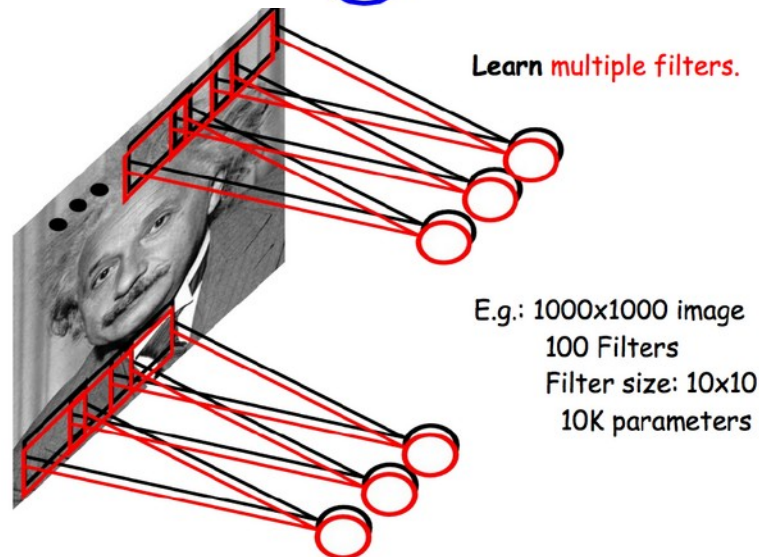 Learn multiple filters.
E.g.: 1000x1000 image
100 Filters
Filter size: 10x10
10K parameters